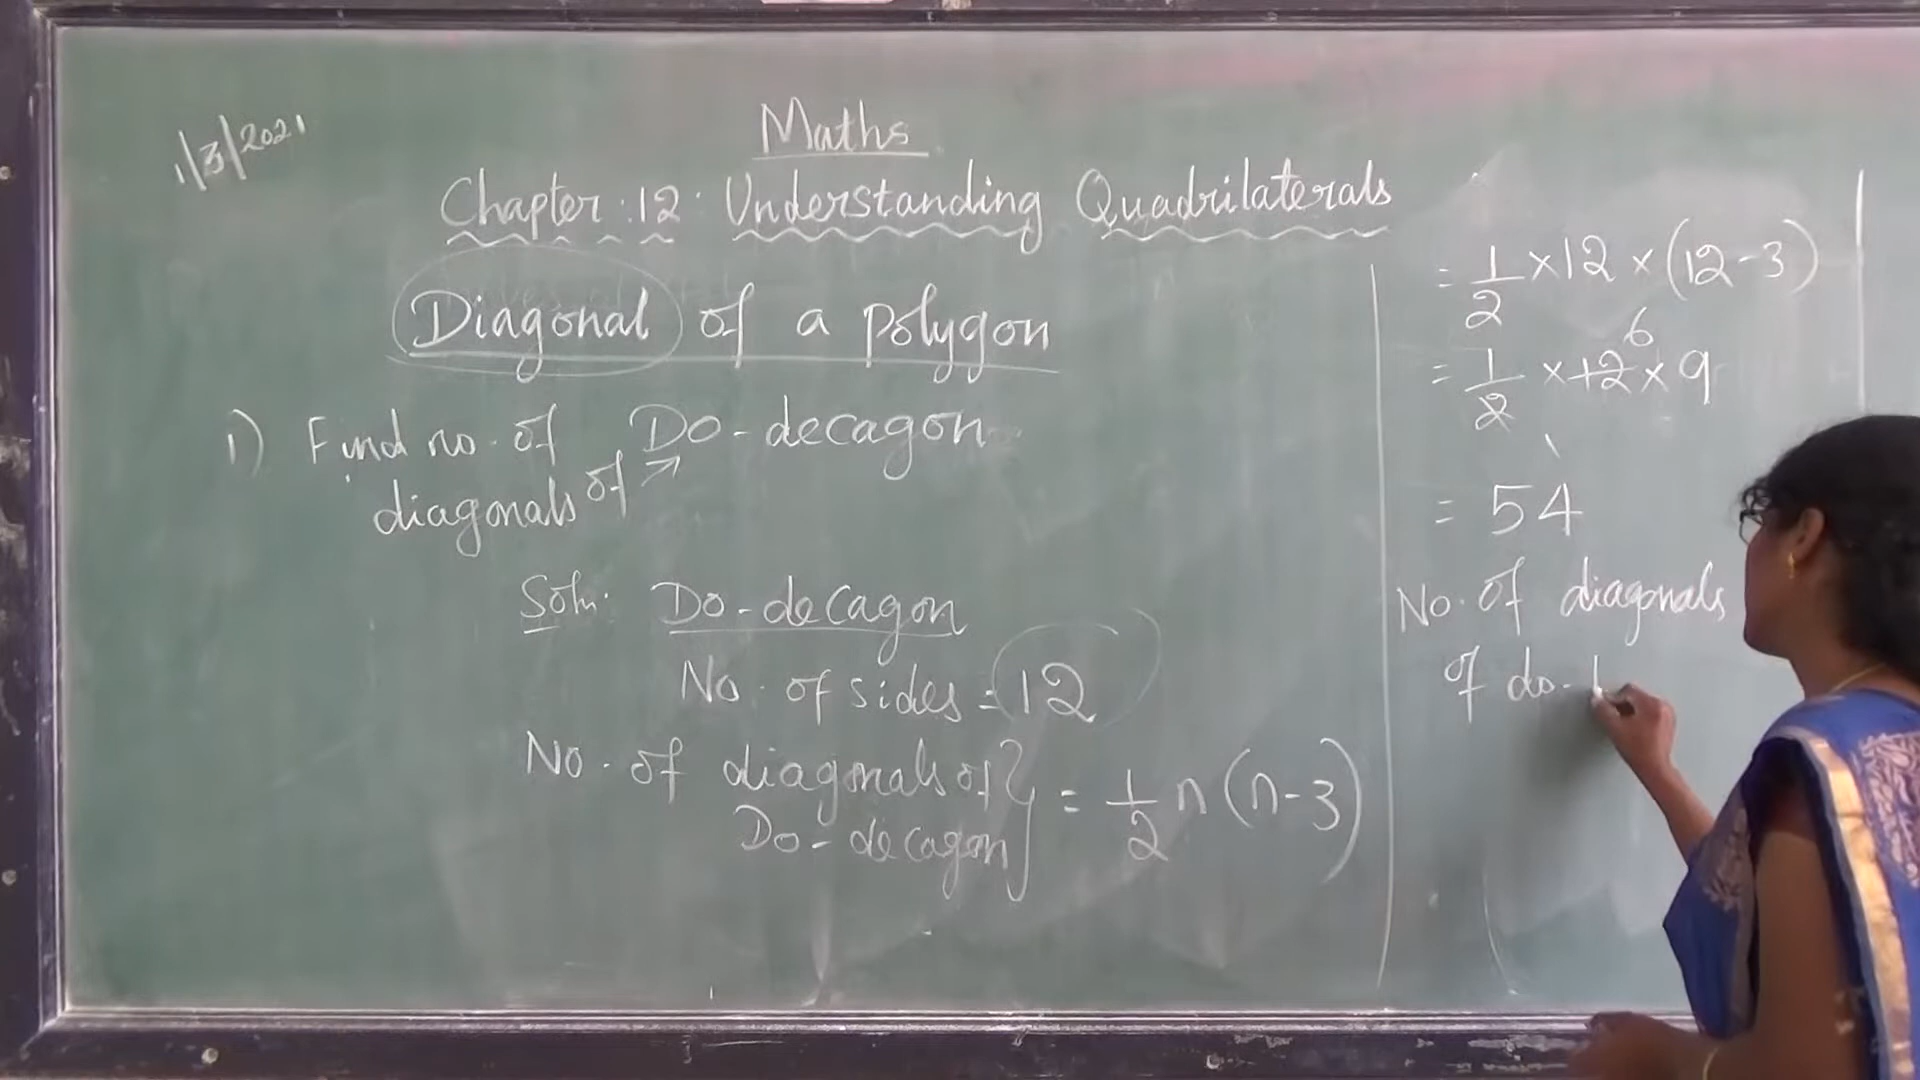 1/3/2021
Maths
Chapter : 12 : Understanding Quadrilaterals
Diagonal of a polygon
1) Find no. of Do-decagon
diagonals of
Soln: Do-decagon
No. of sides = 12
No. of diagonals of } = 1/2 n (n-3)
Do-decagon
= 1/2 × 12 × (12-3)
6
= 1/2 × 12 × 9
1
= 54
No. of diagonals
of do-